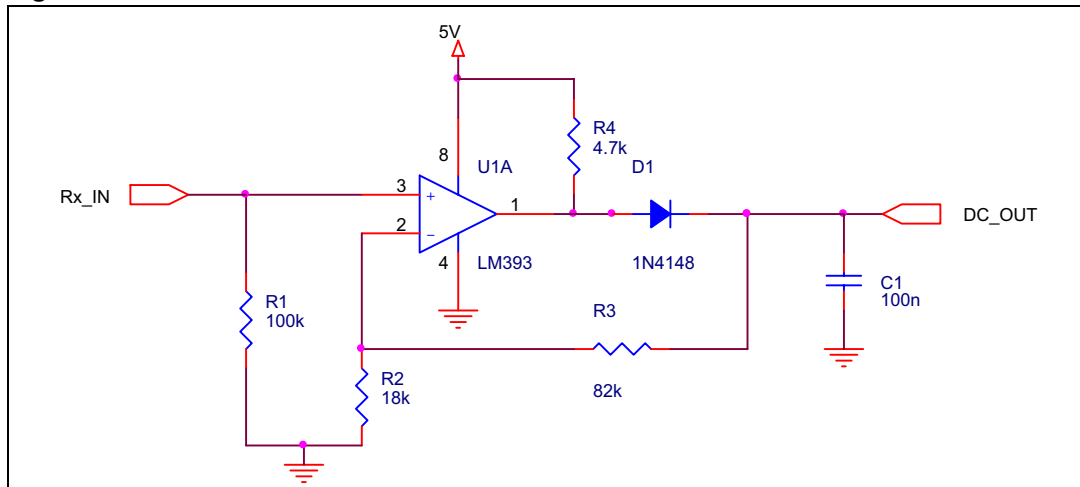 5V
R4
4.7k
D1
8
U1A
Rx_IN
3
+
1
2
−
DC_OUT
4
LM393
1N4148
C1
100n
R1
100k
R3
R2
18k
82k